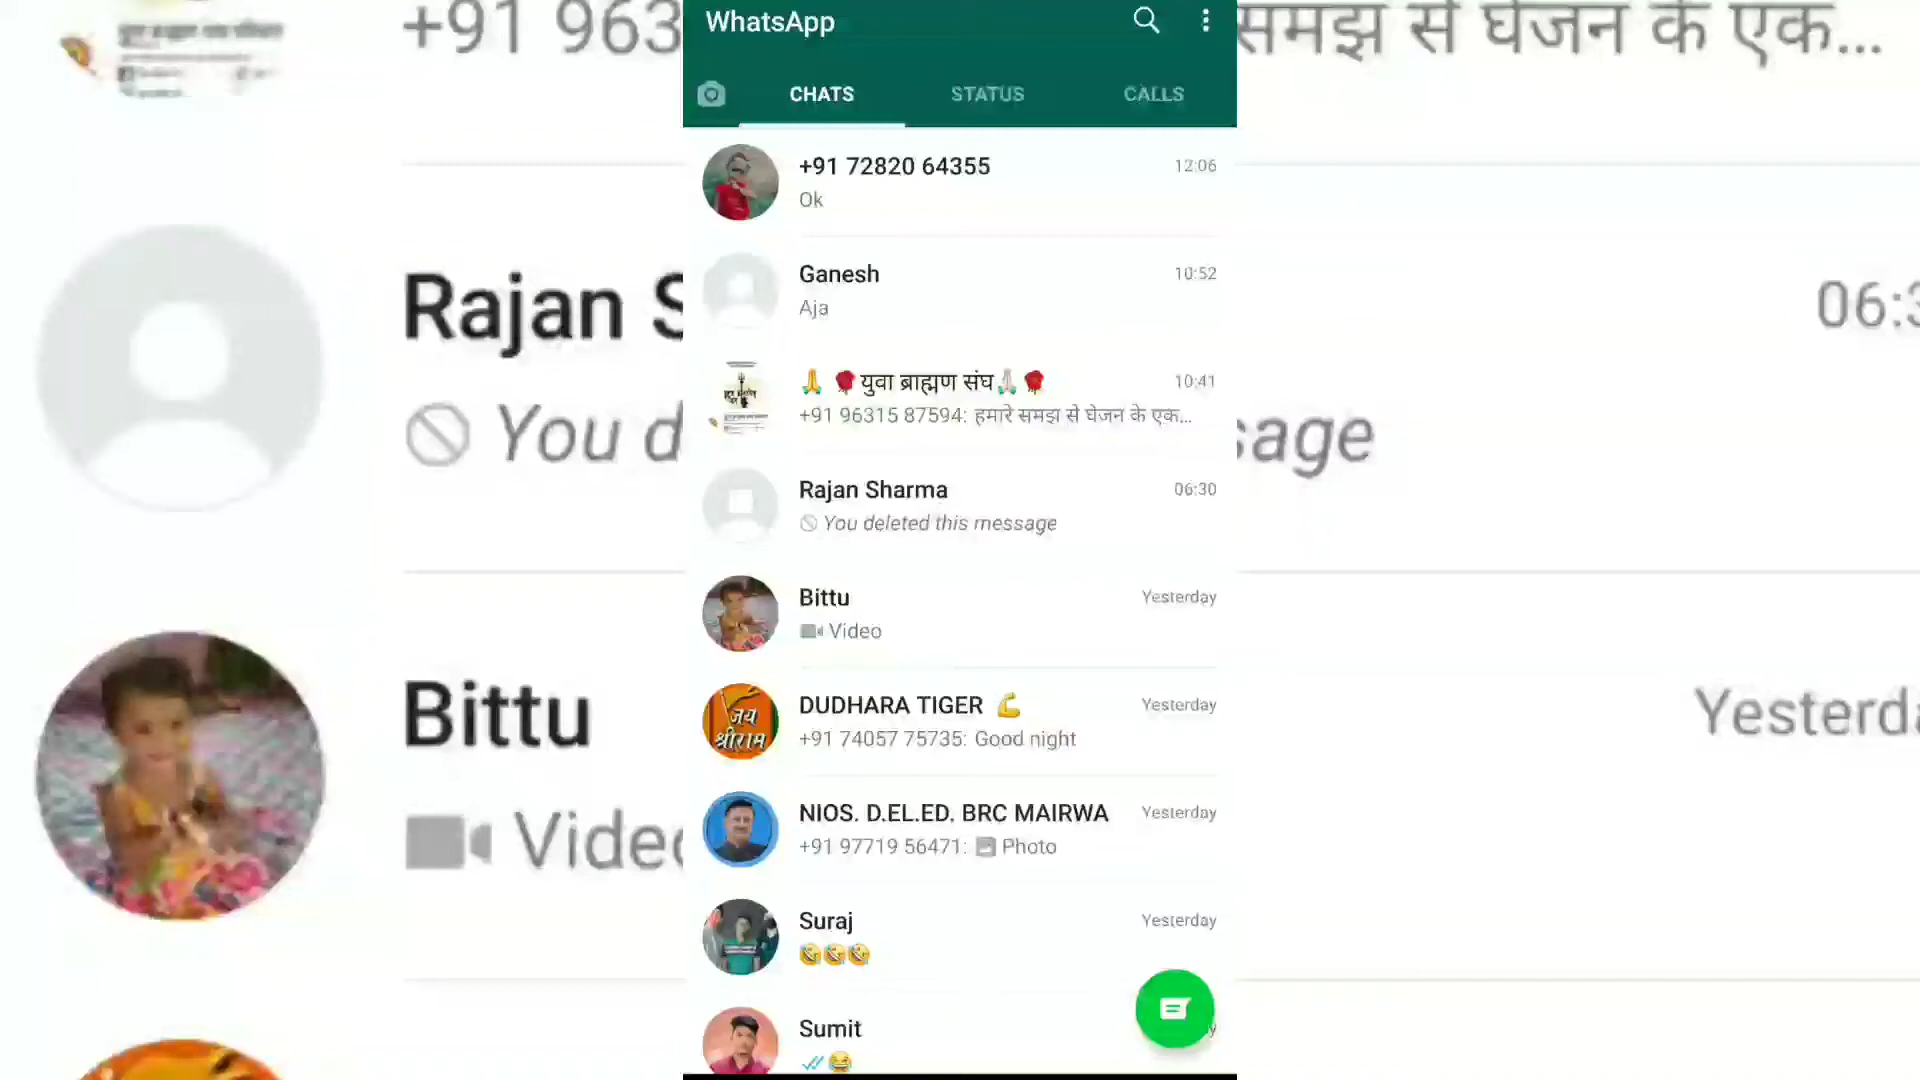 WhatsApp
CHATS STATUS CALLS
+91 72820 64355 12:06
Ok
Ganesh 10:52
Aja
🙏 🌹युवा ब्राह्मण संघ🙏🏻🌹 10:41
+91 96315 87594: हमारे समझ से घेजन के एक...
Rajan Sharma 06:30
You deleted this message
Bittu Yesterday
Video
DUDHARA TIGER 💪 Yesterday
जय
श्रीराम
+91 74057 75735: Good night
NIOS. D.EL.ED. BRC MAIRWA Yesterday
+91 97719 56471: Photo
Suraj Yesterday
🤣🤣🤣
Sumit
😂
+91 963
समझ से घेजन के एक...
Rajan S
06:3
You d
sage
Bittu
Yesterda
Video